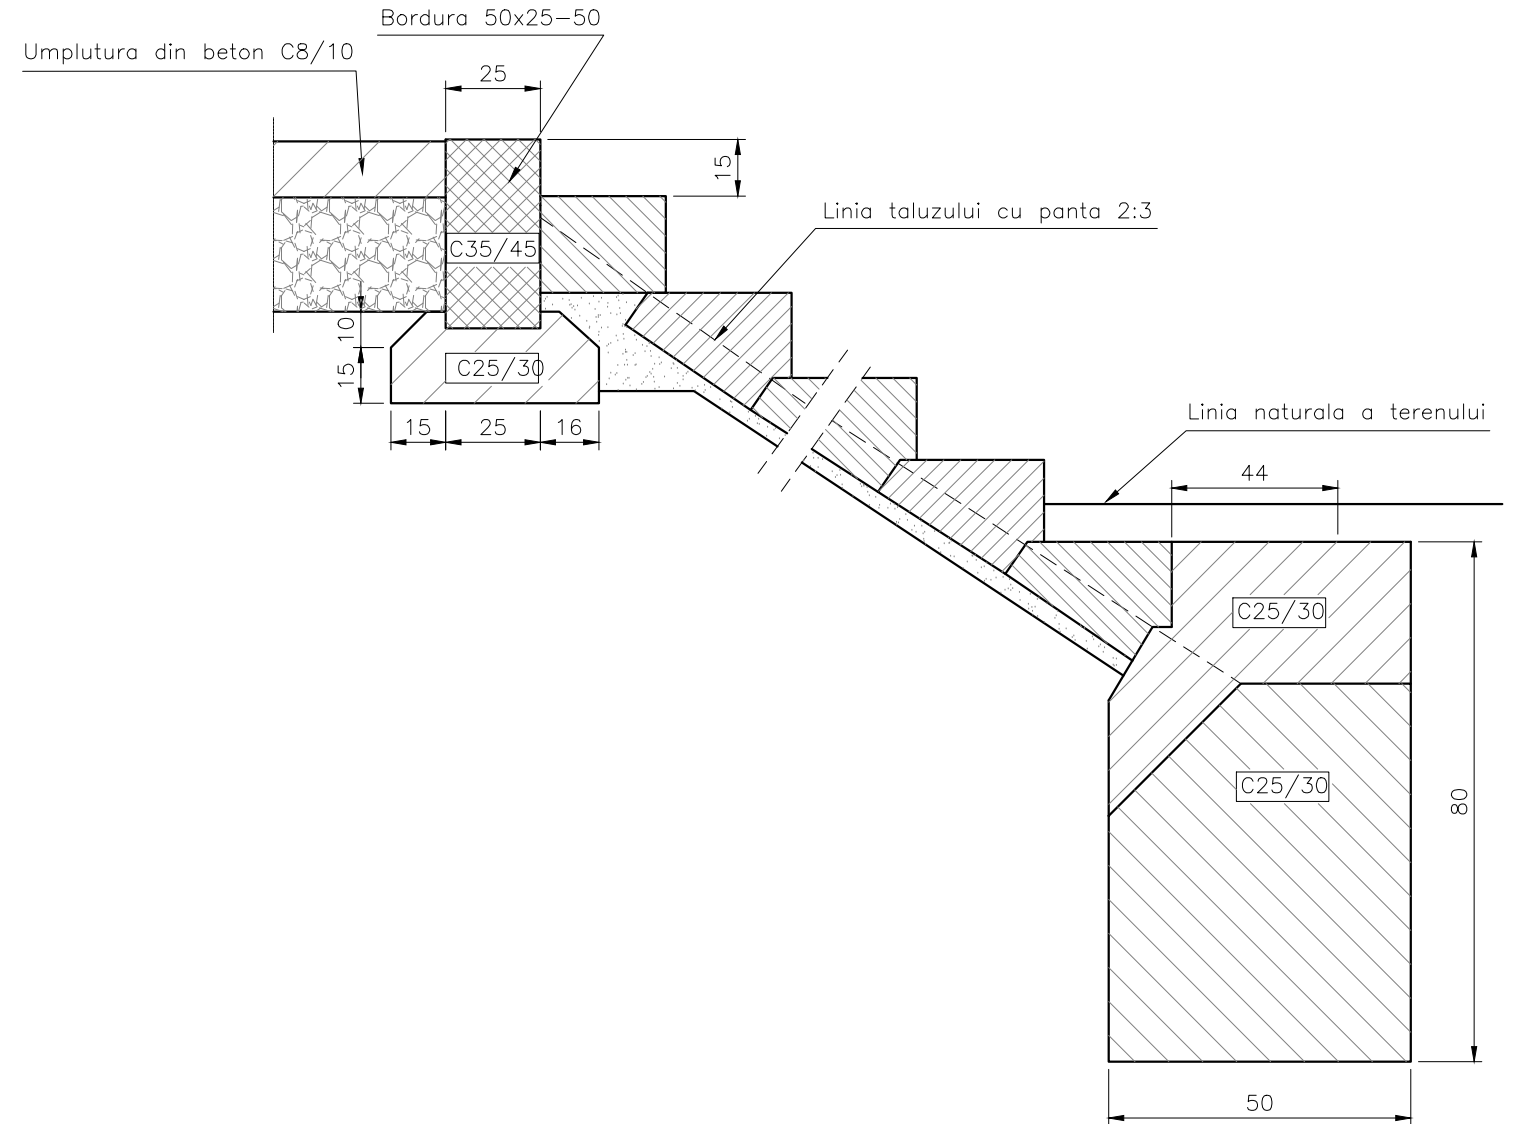 Bordura 50x25-50
Umplutura din beton C8/10
25
15
Linia taluzului cu panta 2:3
C35/45
10
C25/30
15
15
25
16
Linia naturala a terenului
44
C25/30
C25/30
80
50